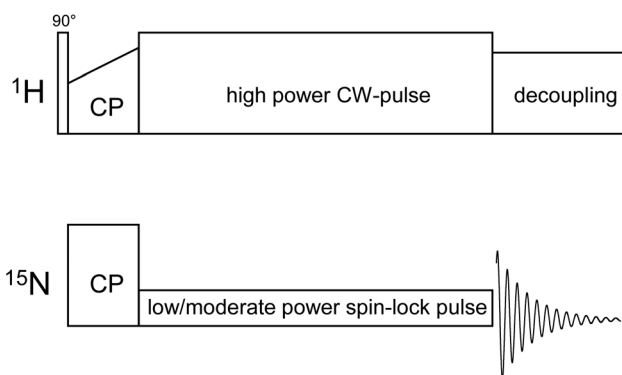 90°
¹H
CP
high power CW-pulse
decoupling
¹⁵N
CP
low/moderate power spin-lock pulse